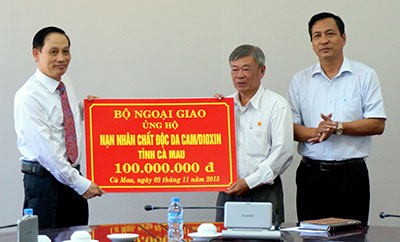 BỘ NGOẠI GIAO
ỦNG HỘ
NẠN NHÂN CHẤT ĐỘC DA CAM/DIOXIN
TỈNH CÀ MAU
100.000.000 đ
Cà Mau, ngày 02 tháng 11 năm 2015